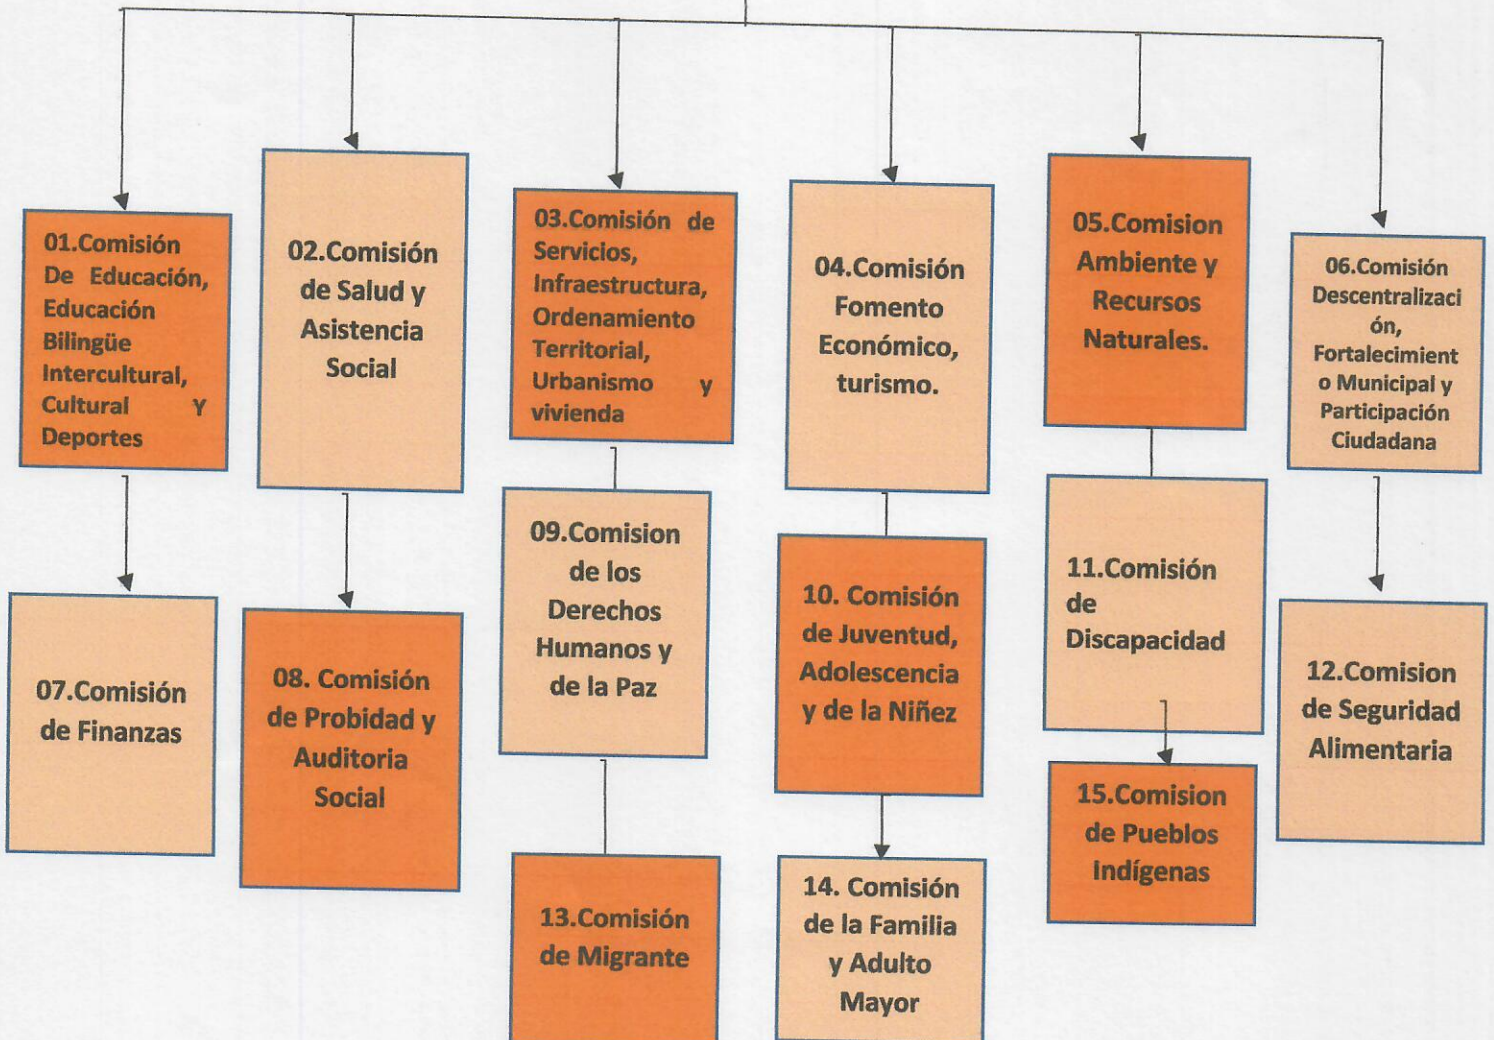 01.Comisión
De Educación,
Educación
Bilingüe
Intercultural,
Cultural Y
Deportes
02.Comisión
de Salud y
Asistencia
Social
03.Comisión de
Servicios,
Infraestructura,
Ordenamiento
Territorial,
Urbanismo y
vivienda
04.Comisión
Fomento
Económico,
turismo.
05.Comision
Ambiente y
Recursos
Naturales.
06.Comisión
Descentralizaci
ón,
Fortalecimient
o Municipal y
Participación
Ciudadana
07.Comisión
de Finanzas
08. Comisión
de Probidad y
Auditoria
Social
09.Comision
de los
Derechos
Humanos y
de la Paz
10. Comisión
de Juventud,
Adolescencia
y de la Niñez
11.Comisión
de
Discapacidad
12.Comision
de Seguridad
Alimentaria
13.Comisión
de Migrante
14. Comisión
de la Familia
y Adulto
Mayor
15.Comision
de Pueblos
Indígenas